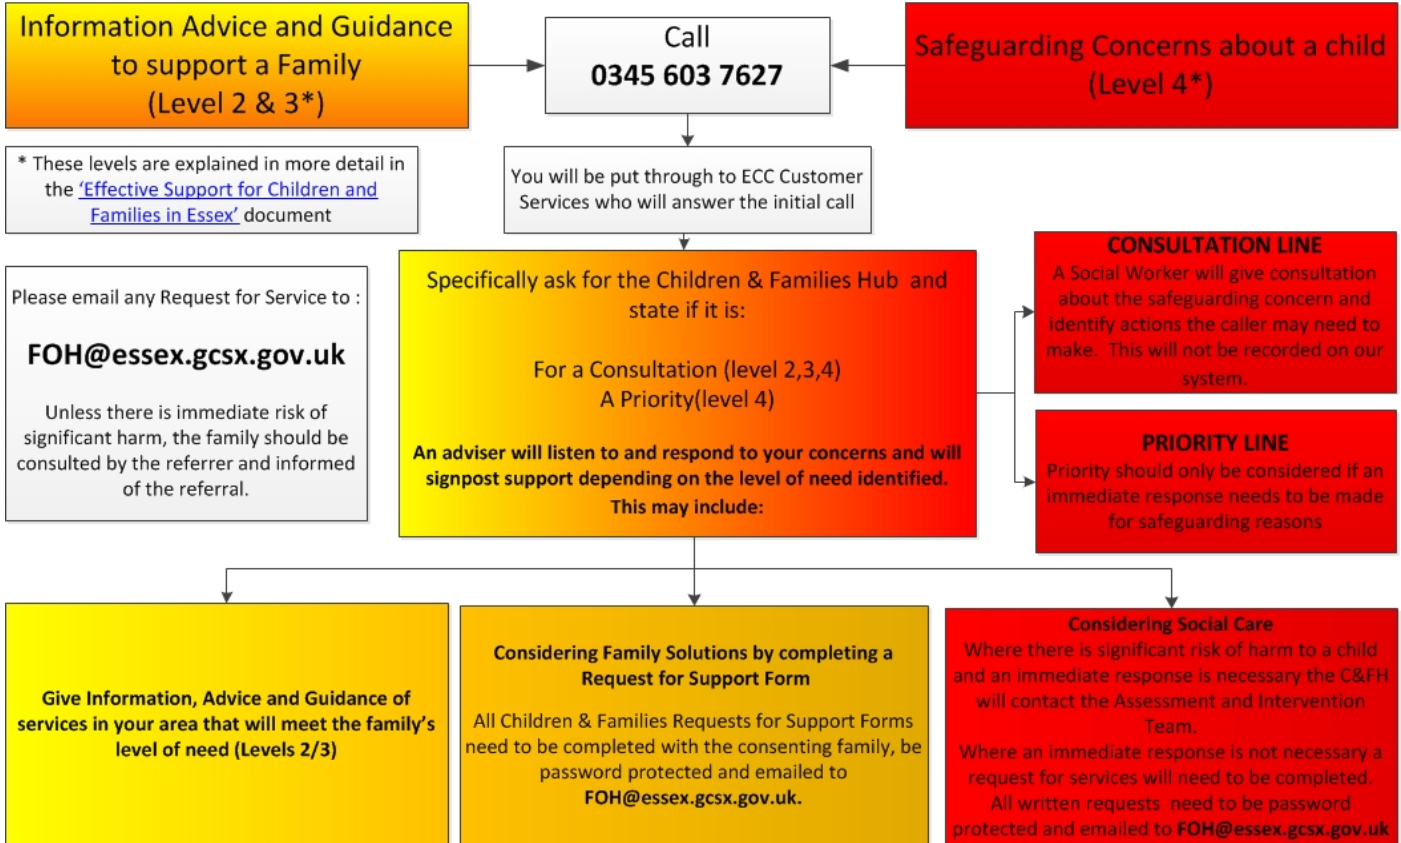 Information Advice and Guidance
to support a Family
(Level 2 & 3*)
Call
0345 603 7627
Safeguarding Concerns about a child
(Level 4*)
* These levels are explained in more detail in
the ‘Effective Support for Children and
Families in Essex’ document
You will be put through to ECC Customer
Services who will answer the initial call
Please email any Request for Service to :
FOH@essex.gcsx.gov.uk
Unless there is immediate risk of
significant harm, the family should be
consulted by the referrer and informed
of the referral.
Specifically ask for the Children & Families Hub and
state if it is:
For a Consultation (level 2,3,4)
A Priority(level 4)
An adviser will listen to and respond to your concerns and will
signpost support depending on the level of need identified.
This may include:
CONSULTATION LINE
A Social Worker will give consultation
about the safeguarding concern and
identify actions the caller may need to
make. This will not be recorded on our
system.
PRIORITY LINE
Priority should only be considered if an
immediate response needs to be made
for safeguarding reasons
Give Information, Advice and Guidance of
services in your area that will meet the family’s
level of need (Levels 2/3)
Considering Family Solutions by completing a
Request for Support Form
All Children & Families Requests for Support Forms
need to be completed with the consenting family, be
password protected and emailed to
FOH@essex.gcsx.gov.uk.
Considering Social Care
Where there is significant risk of harm to a child
and an immediate response is necessary the C&FH
will contact the Assessment and Intervention
Team.
Where an immediate response is not necessary a
request for services will need to be completed.
All written requests need to be password
protected and emailed to FOH@essex.gcsx.gov.uk